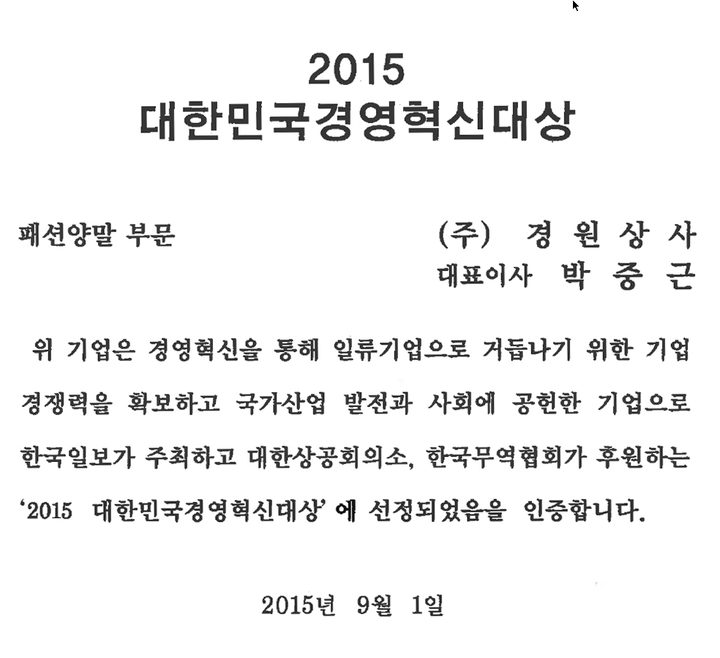 2015
대한민국경영혁신대상
패션양말 부문
(주) 경 원 상 사
대표이사 박 중 근
위 기업은 경영혁신을 통해 일류기업으로 거듭나기 위한 기업
경쟁력을 확보하고 국가산업 발전과 사회에 공헌한 기업으로
한국일보가 주최하고 대한상공회의소, 한국무역협회가 후원하는
‘2015 대한민국경영혁신대상’에 선정되었음을 인증합니다.
2015년 9월 1일